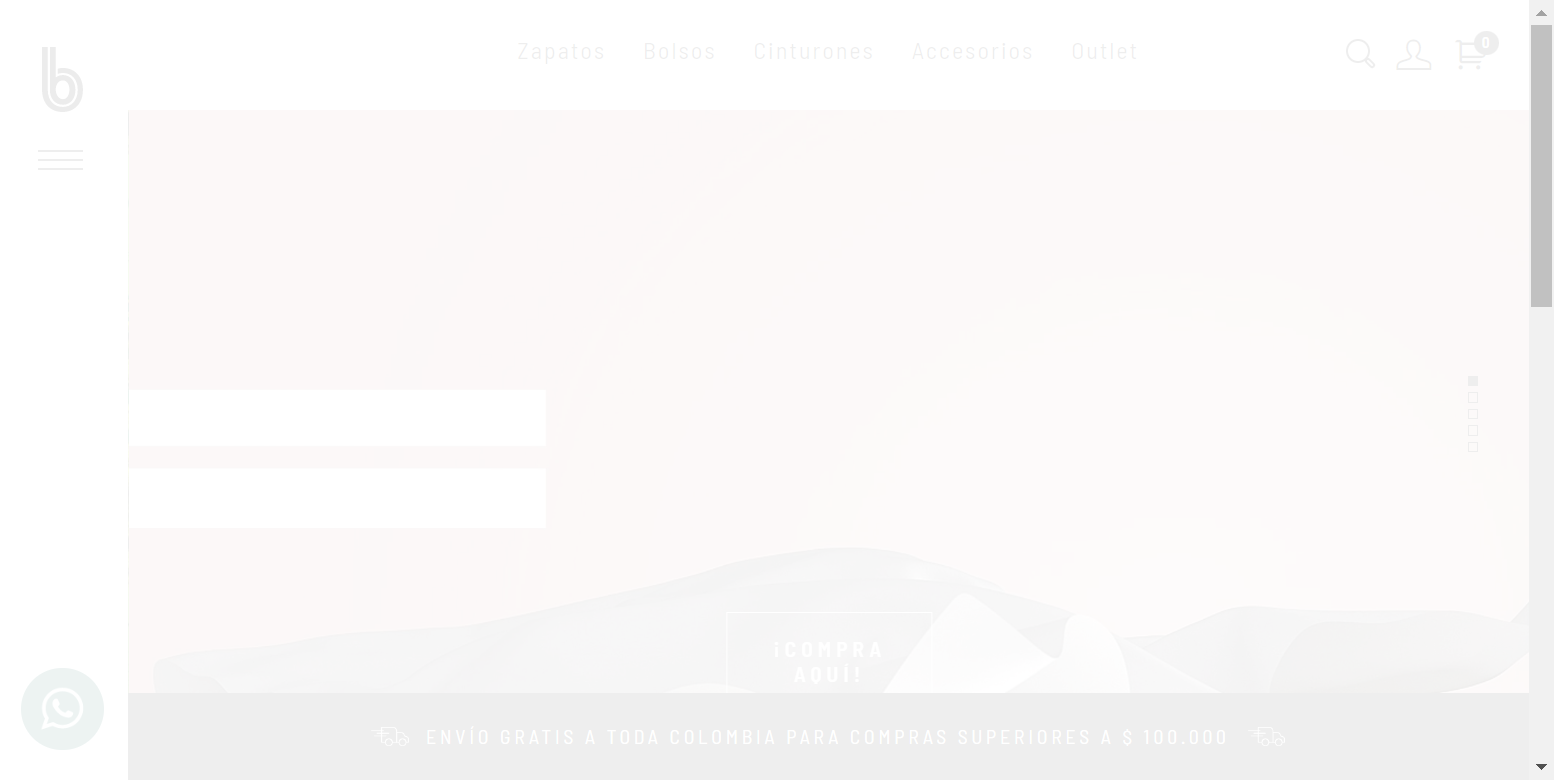 b
Zapatos Bolsos Cinturones Accesorios Outlet
0
¡COMPRA
AQUÍ!
ENVÍO GRATIS A TODA COLOMBIA PARA COMPRAS SUPERIORES A $ 100.000